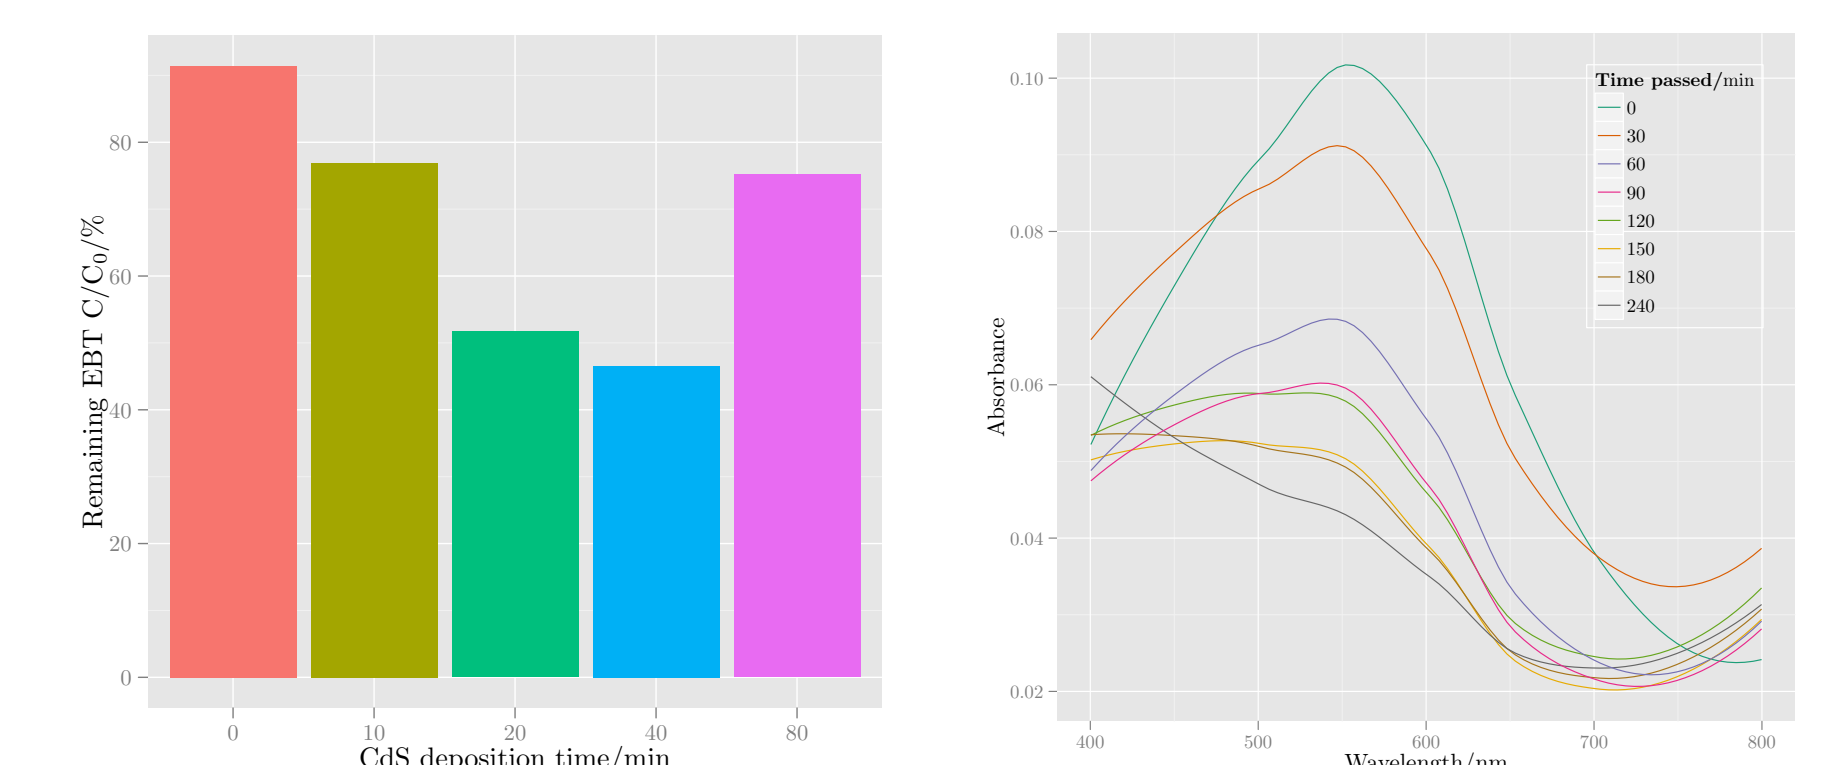 Remaining EBT C/C₀/%
80
60
40
20
0
0 10 20 40 80
CdS deposition time/min
Absorbance
0.10
0.08
0.06
0.04
0.02
400 500 600 700 800
Wavelength/nm
Time passed/min
0
30
60
90
120
150
180
240